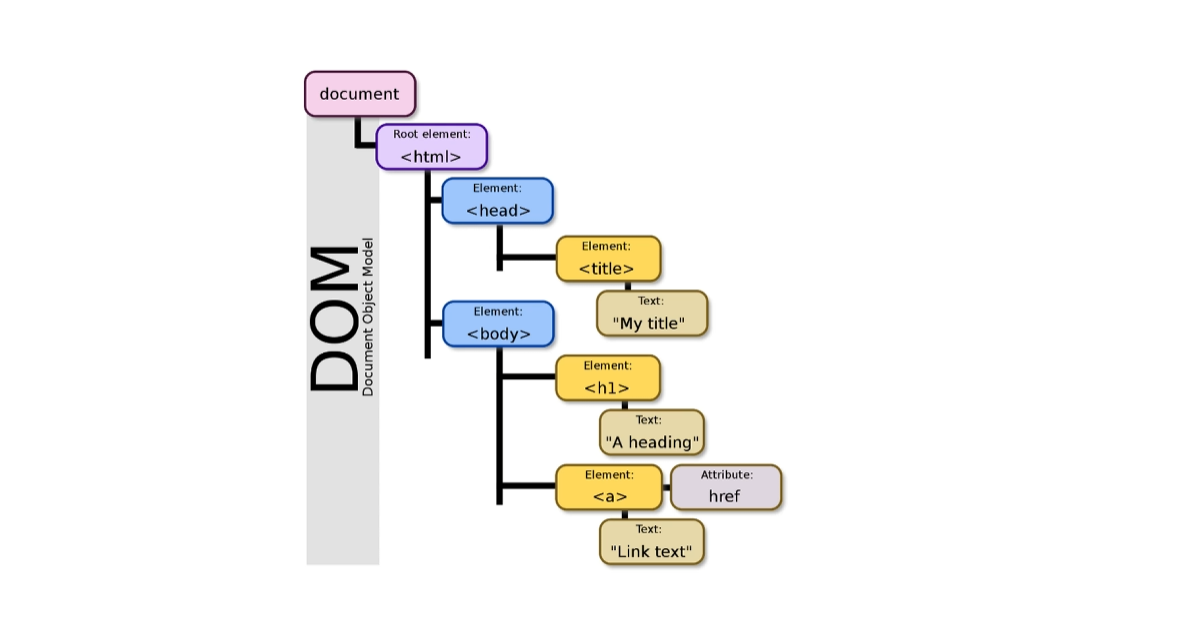 document
Root element:
<html>
Element:
<head>
Element:
<title>
Text:
"My title"
Element:
<body>
Element:
<h1>
Text:
"A heading"
Element:
<a>
Attribute:
href
Text:
"Link text"
DOM
Document Object Model